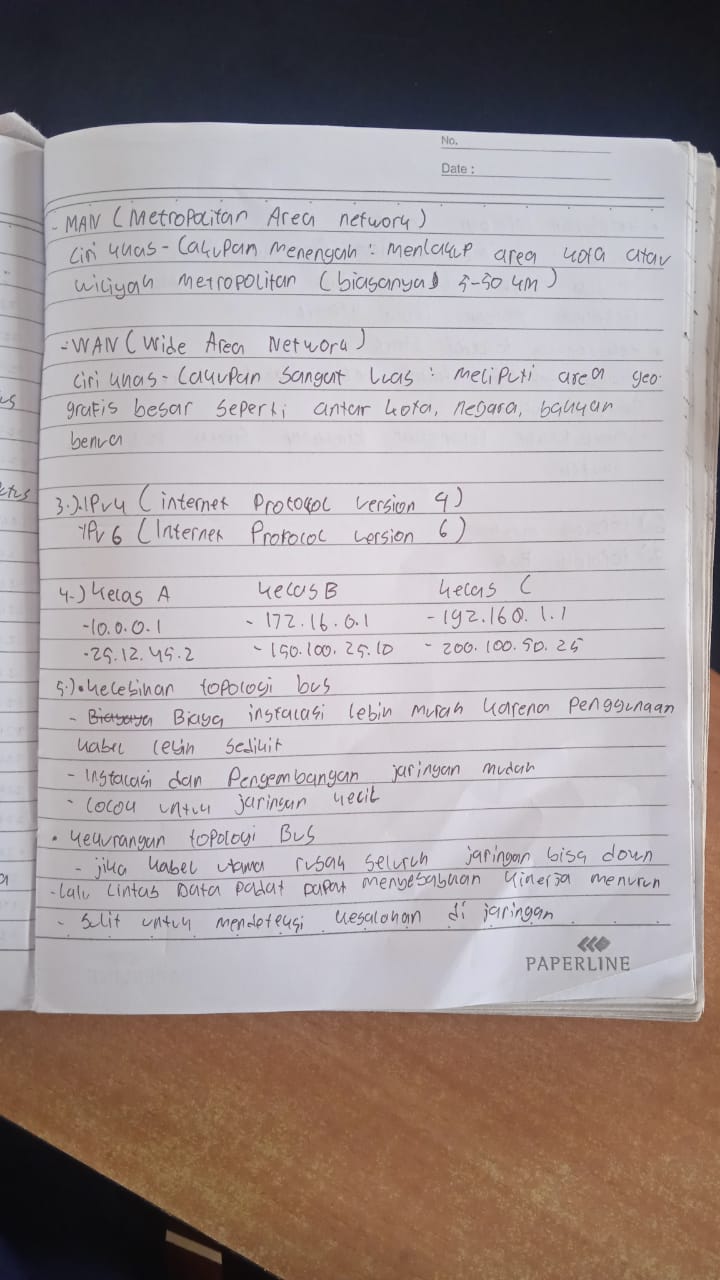 No.
Date :
- MAN (Metropolitan Area network)
Ciri khas - Cakupan menengah : Mencakup area kota atau
wiliyah metropolitan (biasanya 5-50 km)
- WAN (Wide Area Network)
Ciri khas - Cakupan Sangat Luas : Meliputi area geo-
grafis besar seperti antar kota, negara, bahkan
benua
3.) IPv4 (internet Protocol version 4)
IPv6 (Internet Protocol version 6)
4.) Kelas A Kelas B Kelas C
- 10.0.0.1 - 172.16.0.1 - 192.160.1.1
- 25.12.45.2 - 150.100.25.10 - 200.100.50.25
5.) • Kelebihan topologi bus
- Biaya instalasi lebih murah karena Penggunaan
kabel lebih sedikit
- Instalasi dan Pengembangan jaringan mudah
- Cocok untuk jaringan kecil
• Kekurangan topologi Bus
- jika kabel utama rusak seluruh jaringan bisa down
- Lalu Lintas Data padat dapat menyebabkan kinerja menurun
- Sulit untuk mendeteksi kesalahan di jaringan
PAPERLINE